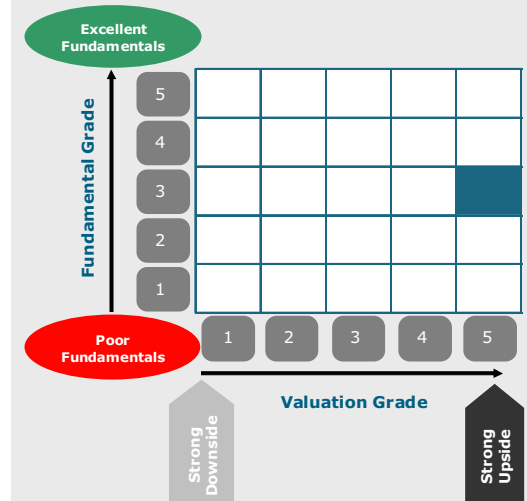 Excellent
Fundamentals
Fundamental Grade
5
4
3
2
1
Poor
Fundamentals
1
2
3
4
5
Valuation Grade
Strong
Downside
Strong
Upside